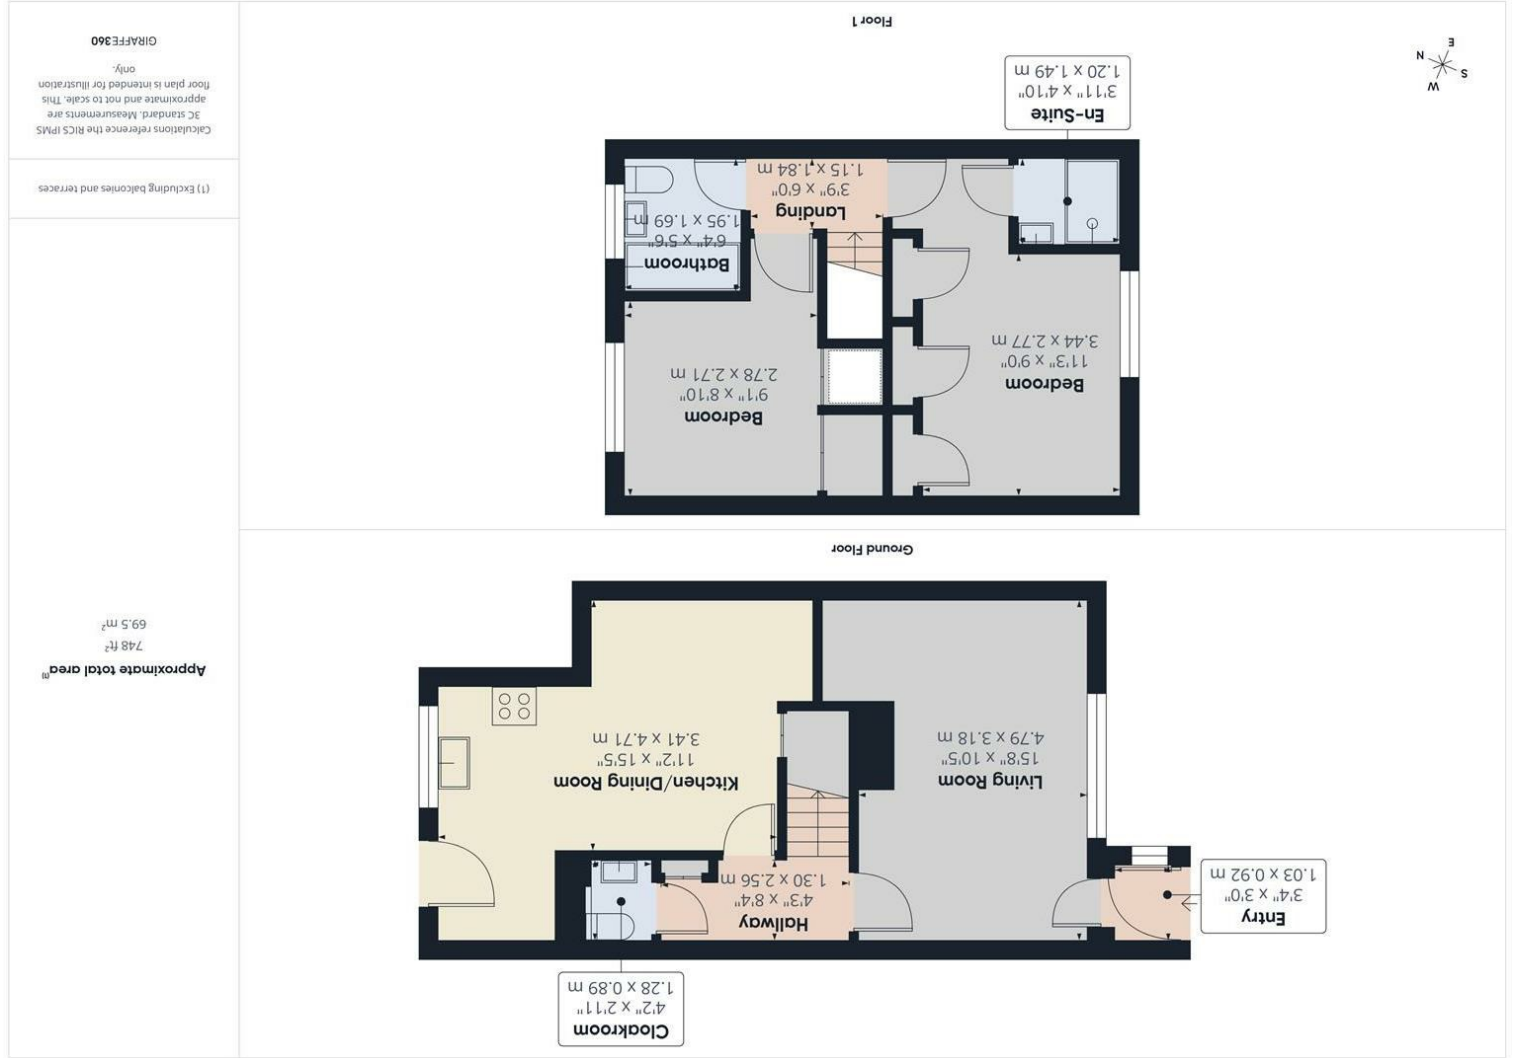 Cloakroom
4'2" x 2'11"
1.28 x 0.89 m
Entry
3'4" x 3'0"
1.03 x 0.92 m
Hallway
4'3" x 8'4"
1.30 x 2.56 m
Living Room
15'8" x 10'5"
4.79 x 3.18 m
Kitchen/Dining Room
11'2" x 15'5"
3.41 x 4.71 m
Ground Floor
Bedroom
11'3" x 9'0"
3.44 x 2.77 m
Bedroom
9'1" x 8'10"
2.78 x 2.71 m
Bathroom
6'4" x 5'6"
1.95 x 1.69 m
Landing
3'9" x 6'0"
1.15 x 1.84 m
En-Suite
3'11" x 4'10"
1.20 x 1.49 m
W
S
N
E
Floor 1
Approximate total area(1)
748 ft²
69.5 m²
(1) Excluding balconies and terraces
Calculations reference the RICS IPMS
3C standard. Measurements are
approximate and not to scale. This
floor plan is intended for illustration
only.
GIRAFFE360